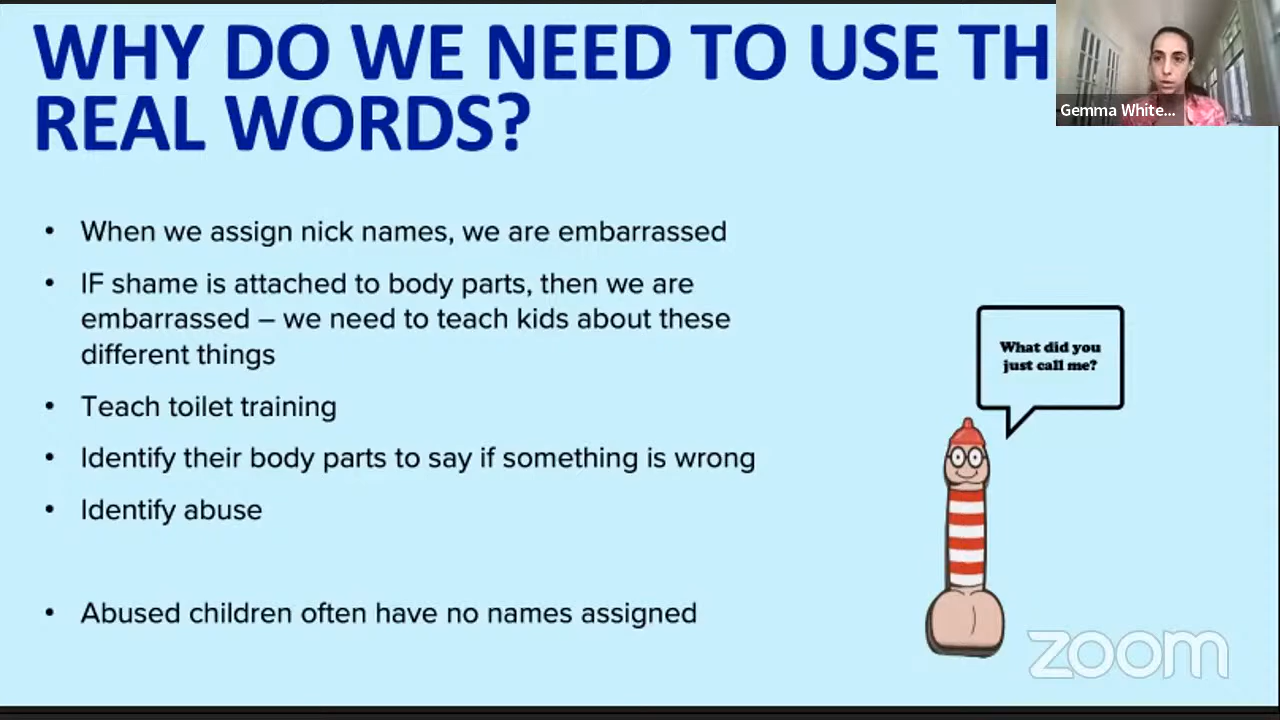 WHY DO WE NEED TO USE TH
REAL WORDS?
Gemma White...
• When we assign nick names, we are embarrassed
• IF shame is attached to body parts, then we are
embarrassed – we need to teach kids about these
different things
• Teach toilet training
• Identify their body parts to say if something is wrong
• Identify abuse
• Abused children often have no names assigned
What did you
just call me?
zoom